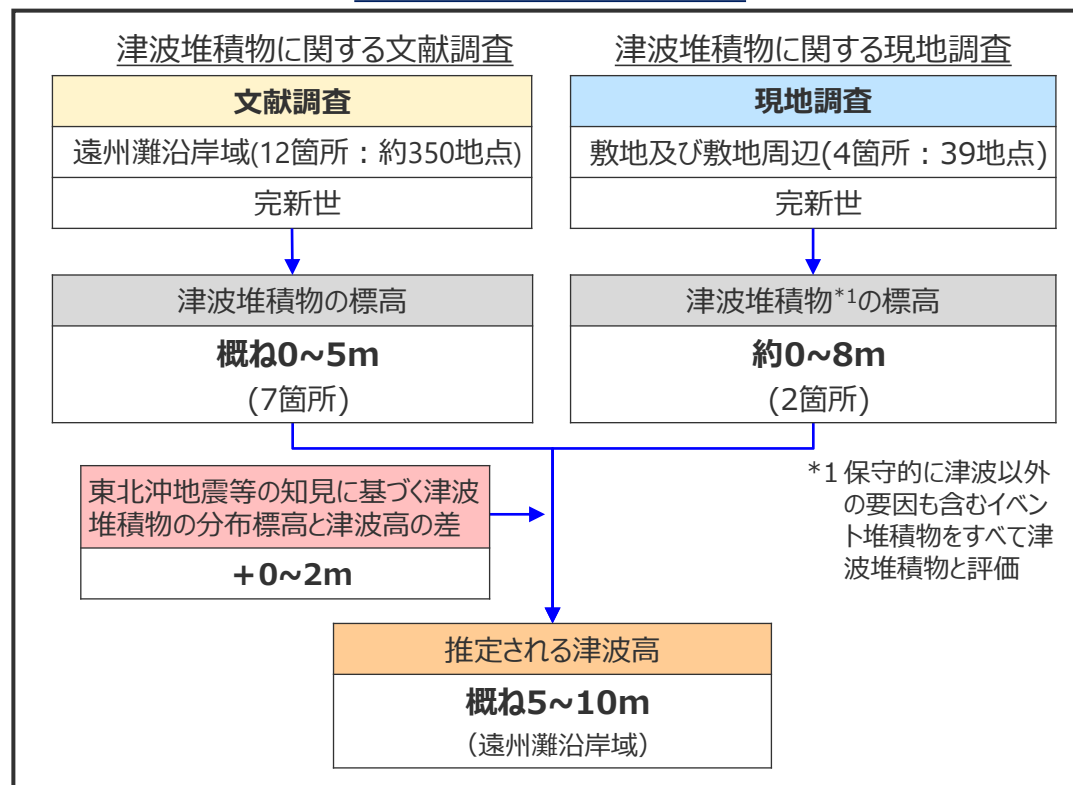 津波堆積物に関する文献調査
文献調査
遠州灘沿岸域(12箇所：約350地点)
完新世
津波堆積物の標高
概ね0~5m
(7箇所)
津波堆積物に関する現地調査
現地調査
敷地及び敷地周辺(4箇所：39地点)
完新世
津波堆積物*1の標高
約0~8m
(2箇所)
*1 保守的に津波以外
の要因も含むイベン
ト堆積物をすべて津
波堆積物と評価
東北沖地震等の知見に基づく津波
堆積物の分布標高と津波高の差
＋0~2m
推定される津波高
概ね5~10m
（遠州灘沿岸域）